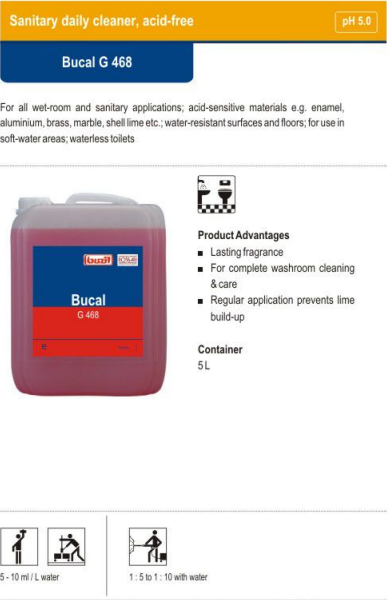 Sanitary daily cleaner, acid-free
pH 5.0
Bucal G 468
For all wet-room and sanitary applications; acid-sensitive materials e.g. enamel,
aluminium, brass, marble, shell lime etc.; water-resistant surfaces and floors; for use in
soft-water areas; waterless toilets
Product Advantages
Lasting fragrance
For complete washroom cleaning
& care
Regular application prevents lime
build-up
Container
5 L
buzil
Bucal
G 468
5 - 10 ml / L water
1 : 5 to 1 : 10 with water